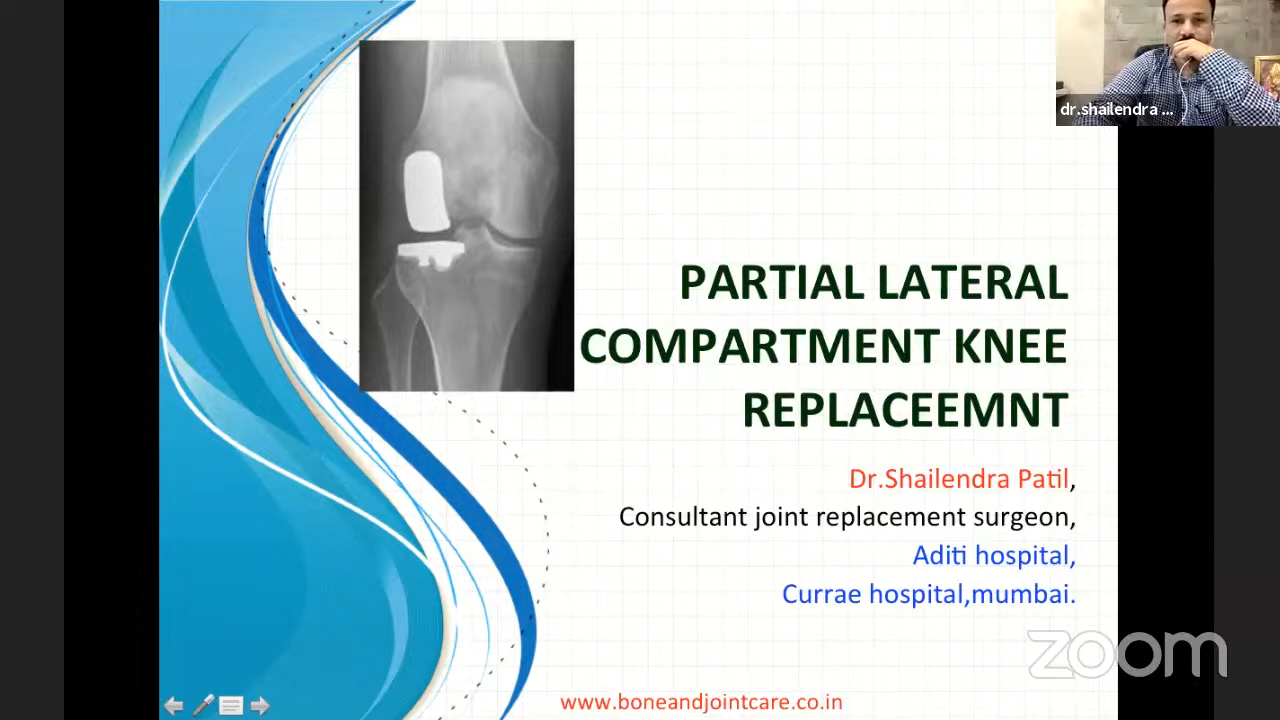 dr.shailendra ...
PARTIAL LATERAL
COMPARTMENT KNEE
REPLACEEMNT
Dr.Shailendra Patil,
Consultant joint replacement surgeon,
Aditi hospital,
Currae hospital,mumbai.
zoom
www.boneandjointcare.co.in